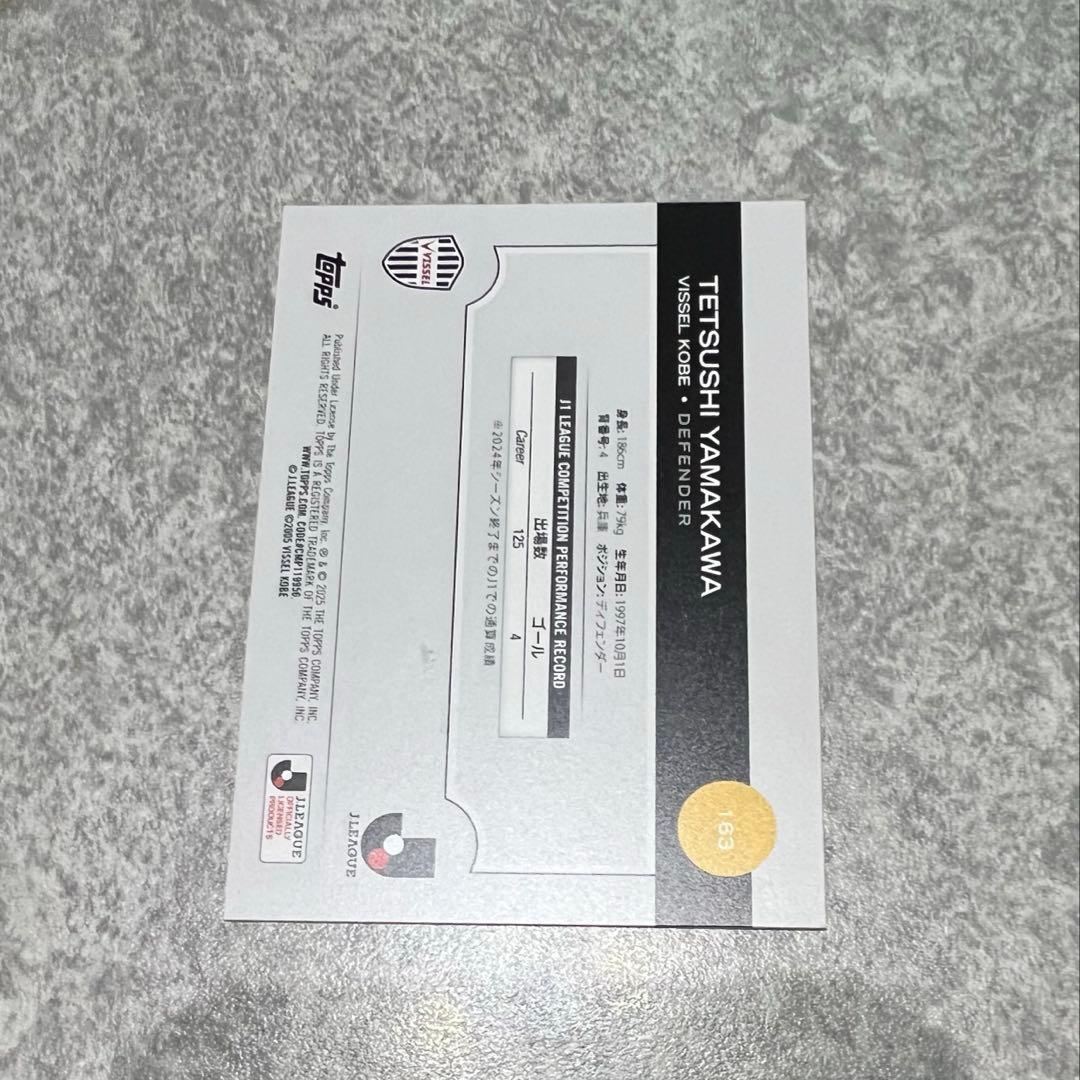 TETSUSHI YAMAKAWA
VISSEL KOBE • DEFENDER
163
身長: 186cm 体重: 79kg 生年月日: 1997年10月1日
背番号: 4 出生地: 兵庫 ポジション: ディフェンダー
J1 LEAGUE COMPETITION PERFORMANCE RECORD
出場数 ゴール
Career 125 4
※2024年シーズン終了までのJ1での通算成績
VISSEL
J.LEAGUE
topps®
Published Under License by The Topps Company, Inc. ® & © 2025 THE TOPPS COMPANY, INC.
ALL RIGHTS RESERVED. TOPPS IS A REGISTERED TRADEMARK OF THE TOPPS COMPANY, INC.
WWW.TOPPS.COM. CODE#CMP119956
© J.LEAGUE ©2005 VISSEL KOBE
J.LEAGUE
OFFICIALLY
LICENSED
PRODUCTS